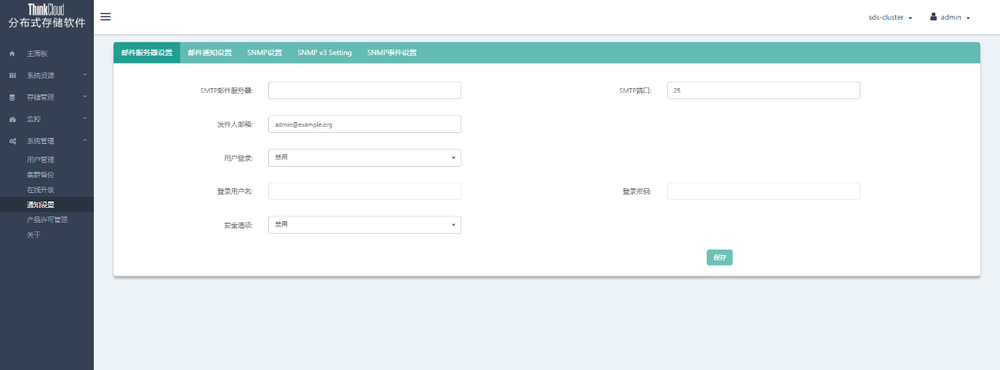 ThinkCloud
分布式存储软件
sds-cluster
admin
主面板
系统资源
存储管理
监控
系统管理
用户管理
集群备份
在线升级
通知设置
产品许可管理
关于
邮件服务器设置 邮件通知设置 SNMP设置 SNMP v3 Setting SNMP事件设置
SMTP邮件服务器: SMTP端口: 25
发件人邮箱: admin@example.org
用户登录: 禁用
登录用户名: 登录密码:
安全选项: 禁用
保存